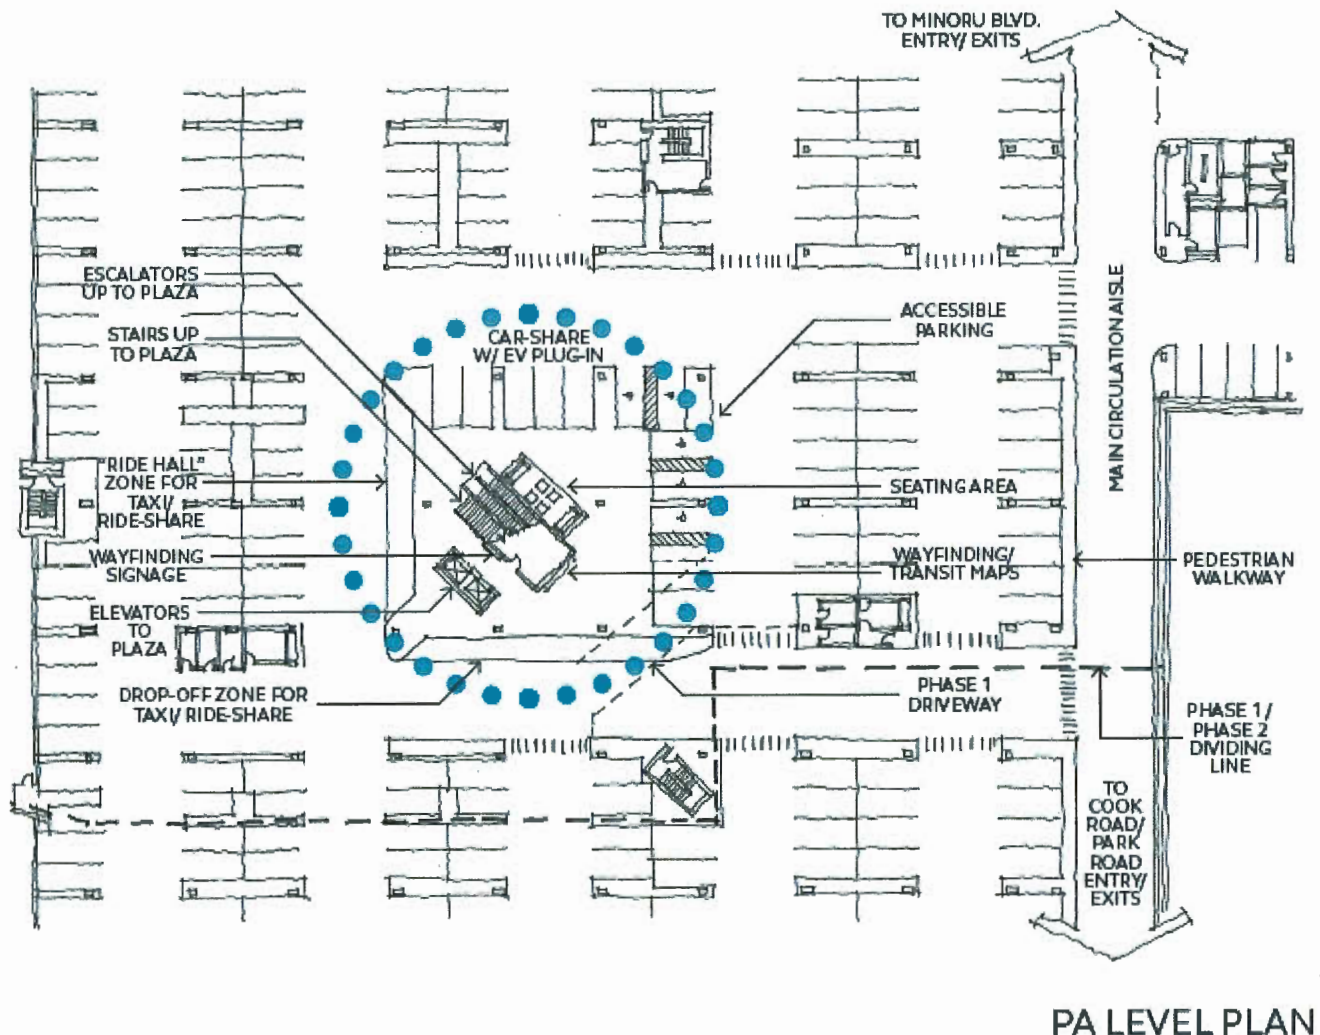 TO MINORU BLVD.
ENTRY/ EXITS
ESCALATORS
UP TO PLAZA
STAIRS UP
TO PLAZA
CAR-SHARE
W/ EV PLUG-IN
ACCESSIBLE
PARKING
MAIN CIRCULATION AISLE
"RIDE HALL"
ZONE FOR
TAXI/
RIDE-SHARE
SEATING AREA
WAYFINDING
SIGNAGE
WAYFINDING/
TRANSIT MAPS
PEDESTRIAN
WALKWAY
ELEVATORS
TO
PLAZA
DROP-OFF ZONE FOR
TAXI/ RIDE-SHARE
PHASE 1
DRIVEWAY
PHASE 1 /
PHASE 2
DIVIDING
LINE
TO
COOK
ROAD/
PARK
ROAD
ENTRY/
EXITS
PA LEVEL PLAN